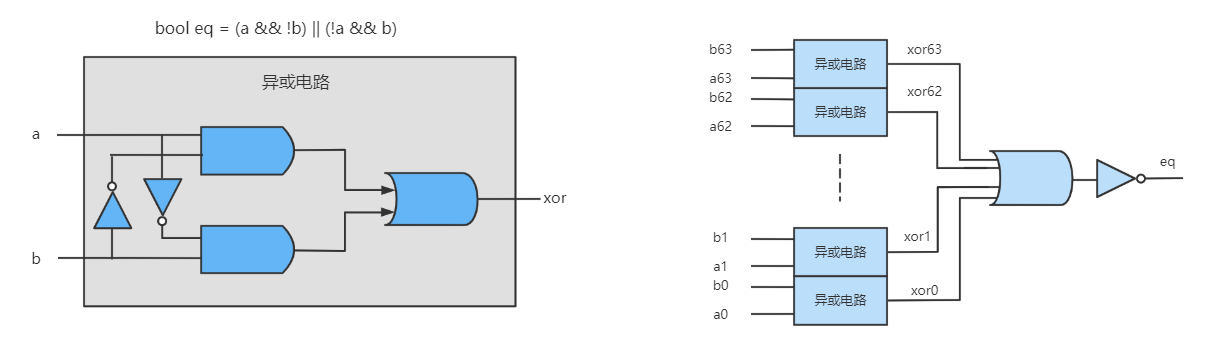 bool eq = (a && !b) || (!a && b)
异或电路
a
b
xor
b63
a63
b62
a62
b1
a1
b0
a0
异或电路
异或电路
异或电路
异或电路
xor63
xor62
xor1
xor0
eq